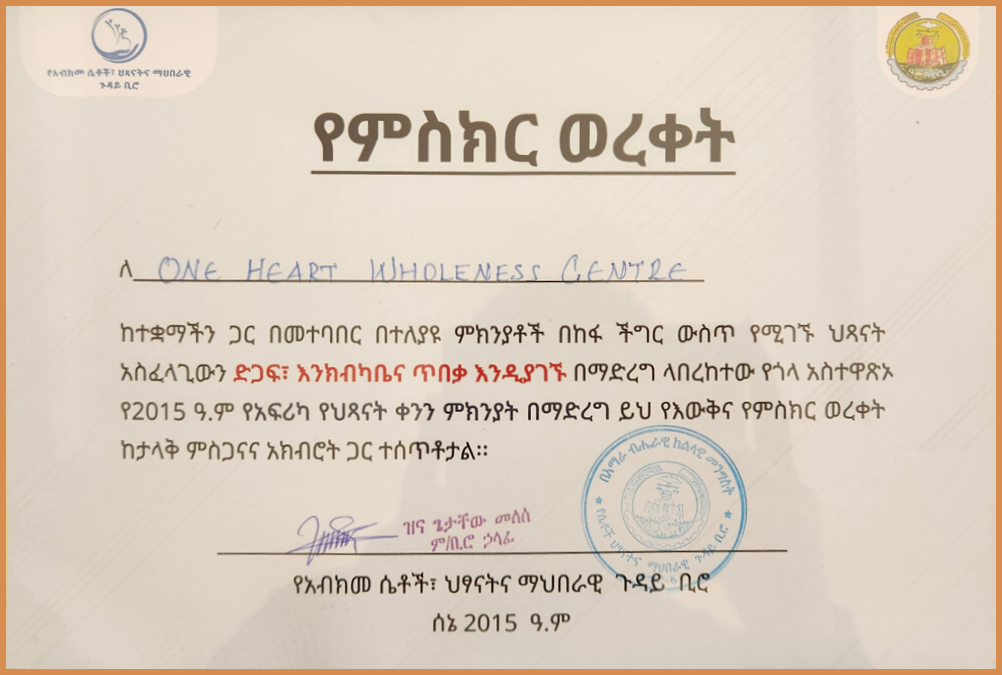 የአብክመ ሴቶች፣ ህጻናትና ማህበራዊ
ጉዳይ ቢሮ
የምስክር ወረቀት
ለ ONE HEART WHOLENESS CENTRE
ከተቋማችን ጋር በመተባበር በተለያዩ ምክንያቶች በከፋ ችግር ውስጥ የሚገኙ ህጻናት
አስፈላጊውን ድጋፍ፣ እንክብካቤና ጥበቃ እንዲያገኙ በማድረግ ላበረከተው የጎላ አስተዋጽኦ
የ2015 ዓ.ም የአፍሪካ የህጻናት ቀንን ምክንያት በማድረግ ይህ የእውቅና የምስክር ወረቀት
ከታላቅ ምስጋናና አክብሮት ጋር ተሰጥቶታል፡፡
በአማራ ብሔራዊ ክልላዊ መንግስት
የሴቶች ህፃናትና ማህበራዊ ጉዳይ ቢሮ
ዝና ጌታቸው መለሰ
ም/ቢሮ ኃላፊ
የአብክመ ሴቶች፣ ህፃናትና ማህበራዊ ጉዳይ ቢሮ
ሰኔ 2015 ዓ.ም